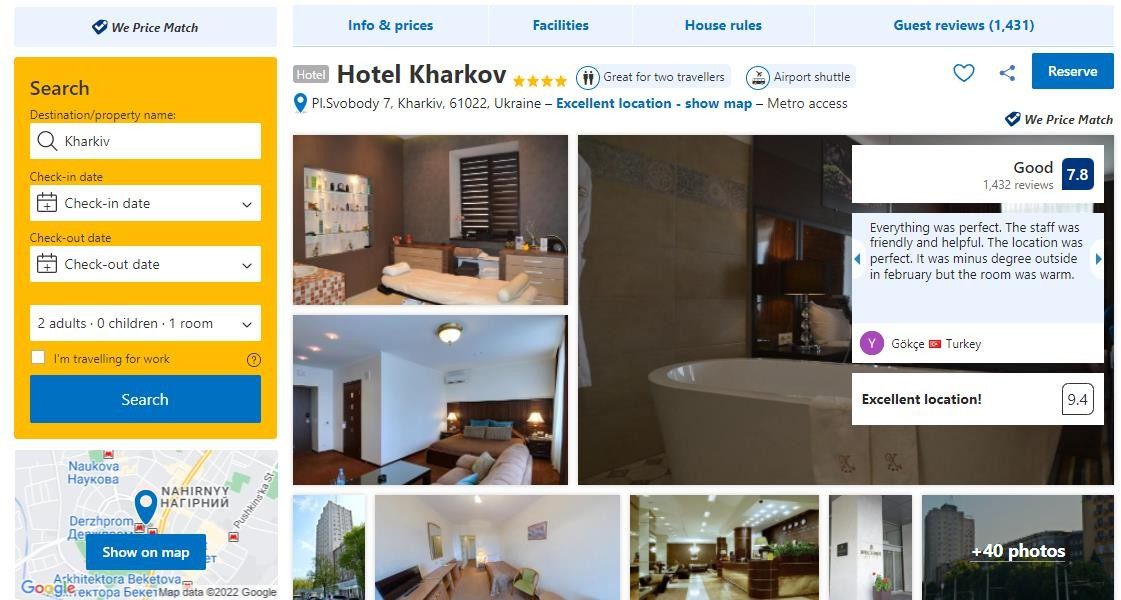 We Price Match
Info & prices
Facilities
House rules
Guest reviews (1,431)
Search
Destination/property name:
Kharkiv
Check-in date
Check-in date
Check-out date
Check-out date
2 adults · 0 children · 1 room
I'm travelling for work
Search
Hotel
Hotel Kharkov
Great for two travellers
Airport shuttle
Reserve
Pl.Svobody 7, Kharkiv, 61022, Ukraine – Excellent location - show map – Metro access
We Price Match
Good
7.8
1,432 reviews
Everything was perfect. The staff was
friendly and helpful. The location was
perfect. It was minus degree outside
in february but the room was warm.
Y
Gökçe
Turkey
Excellent location!
9.4
Naukova
Наукова
NAHIRNYY
НАГІРНИЙ
Pushkins'ka St
Derzhprom
Show on map
Arkhitektora Beketova
Google
Map data ©2022 Google
+40 photos